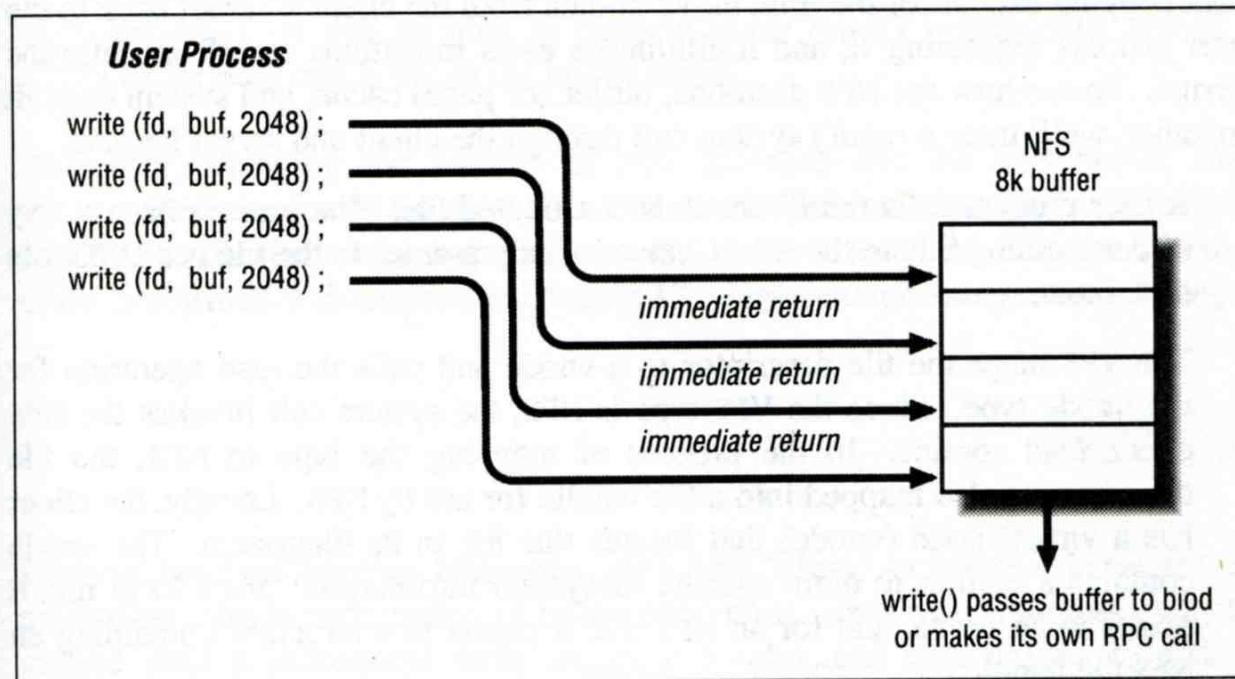 User Process
write (fd, buf, 2048) ;
write (fd, buf, 2048) ;
write (fd, buf, 2048) ;
write (fd, buf, 2048) ;
NFS
8k buffer
immediate return
immediate return
immediate return
write() passes buffer to biod
or makes its own RPC call